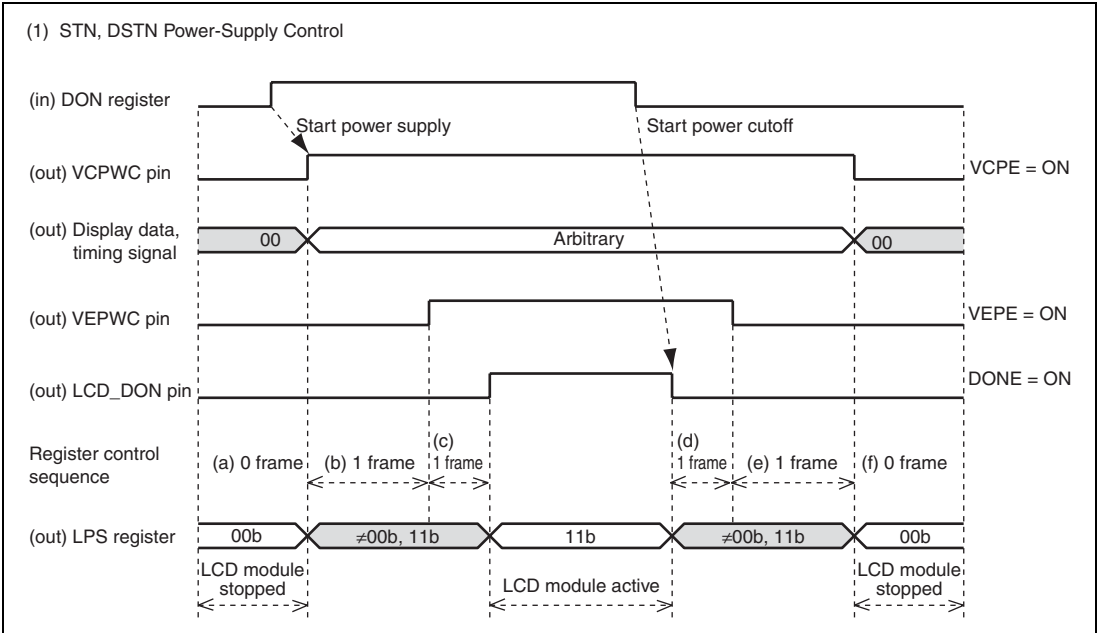 (1) STN, DSTN Power-Supply Control
(in) DON register
Start power supply
Start power cutoff
(out) VCPWC pin
VCPE = ON
(out) Display data,
timing signal
00
Arbitrary
00
(out) VEPWC pin
VEPE = ON
(out) LCD_DON pin
DONE = ON
Register control
sequence
(a) 0 frame
(b) 1 frame
(c)
1 frame
(d)
1 frame
(e) 1 frame
(f) 0 frame
(out) LPS register
00b
≠00b, 11b
11b
≠00b, 11b
00b
LCD module
stopped
LCD module active
LCD module
stopped